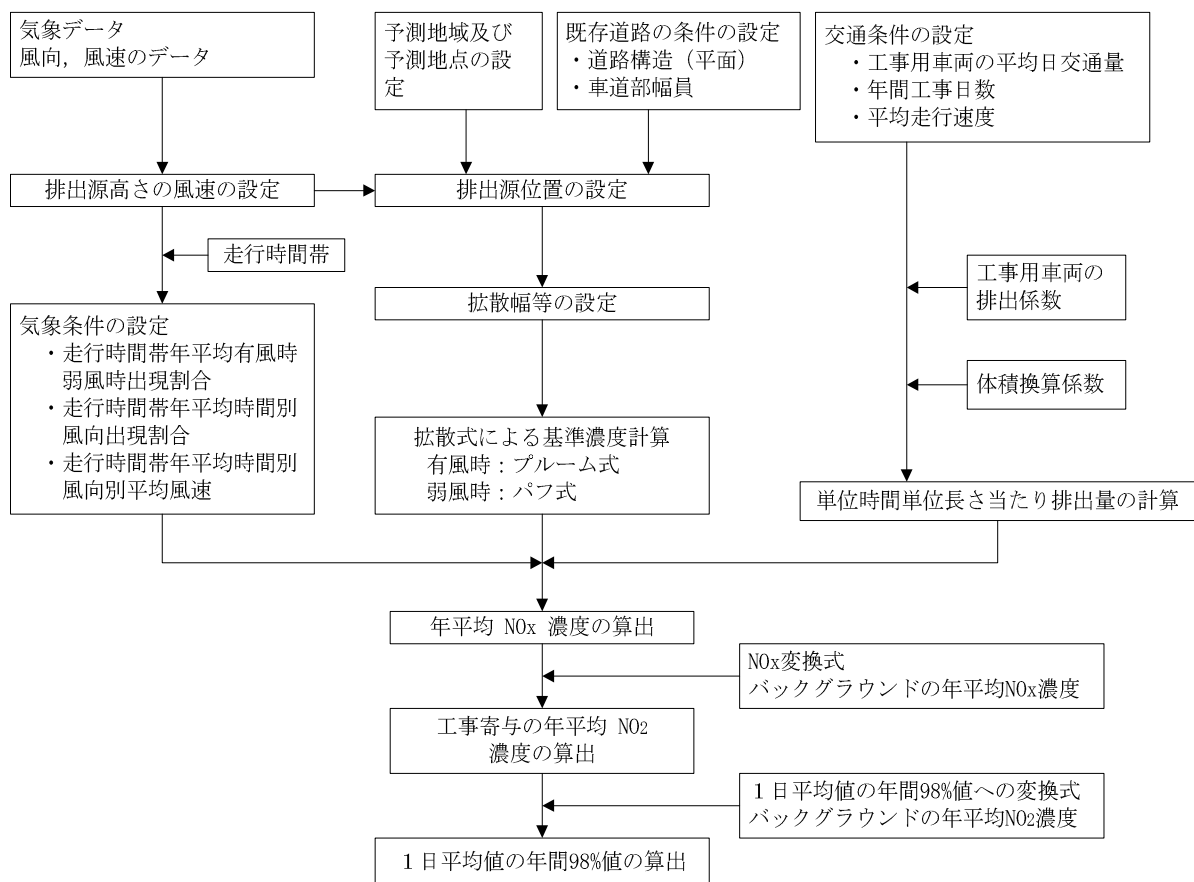 気象データ
風向，風速のデータ
予測地域及び
予測地点の設
定
既存道路の条件の設定
・道路構造（平面）
・車道部幅員
交通条件の設定
・工事用車両の平均日交通量
・年間工事日数
・平均走行速度
排出源高さの風速の設定
排出源位置の設定
走行時間帯
工事用車両の
排出係数
拡散幅等の設定
気象条件の設定
・走行時間帯年平均有風時
弱風時出現割合
・走行時間帯年平均時間別
風向出現割合
・走行時間帯年平均時間別
風向別平均風速
体積換算係数
拡散式による基準濃度計算
有風時：プルーム式
弱風時：パフ式
単位時間単位長さ当たり排出量の計算
年平均 NOx 濃度の算出
NOx変換式
バックグラウンドの年平均NOx濃度
工事寄与の年平均 NO2
濃度の算出
１日平均値の年間98%値への変換式
バックグラウンドの年平均NO2濃度
１日平均値の年間98%値の算出